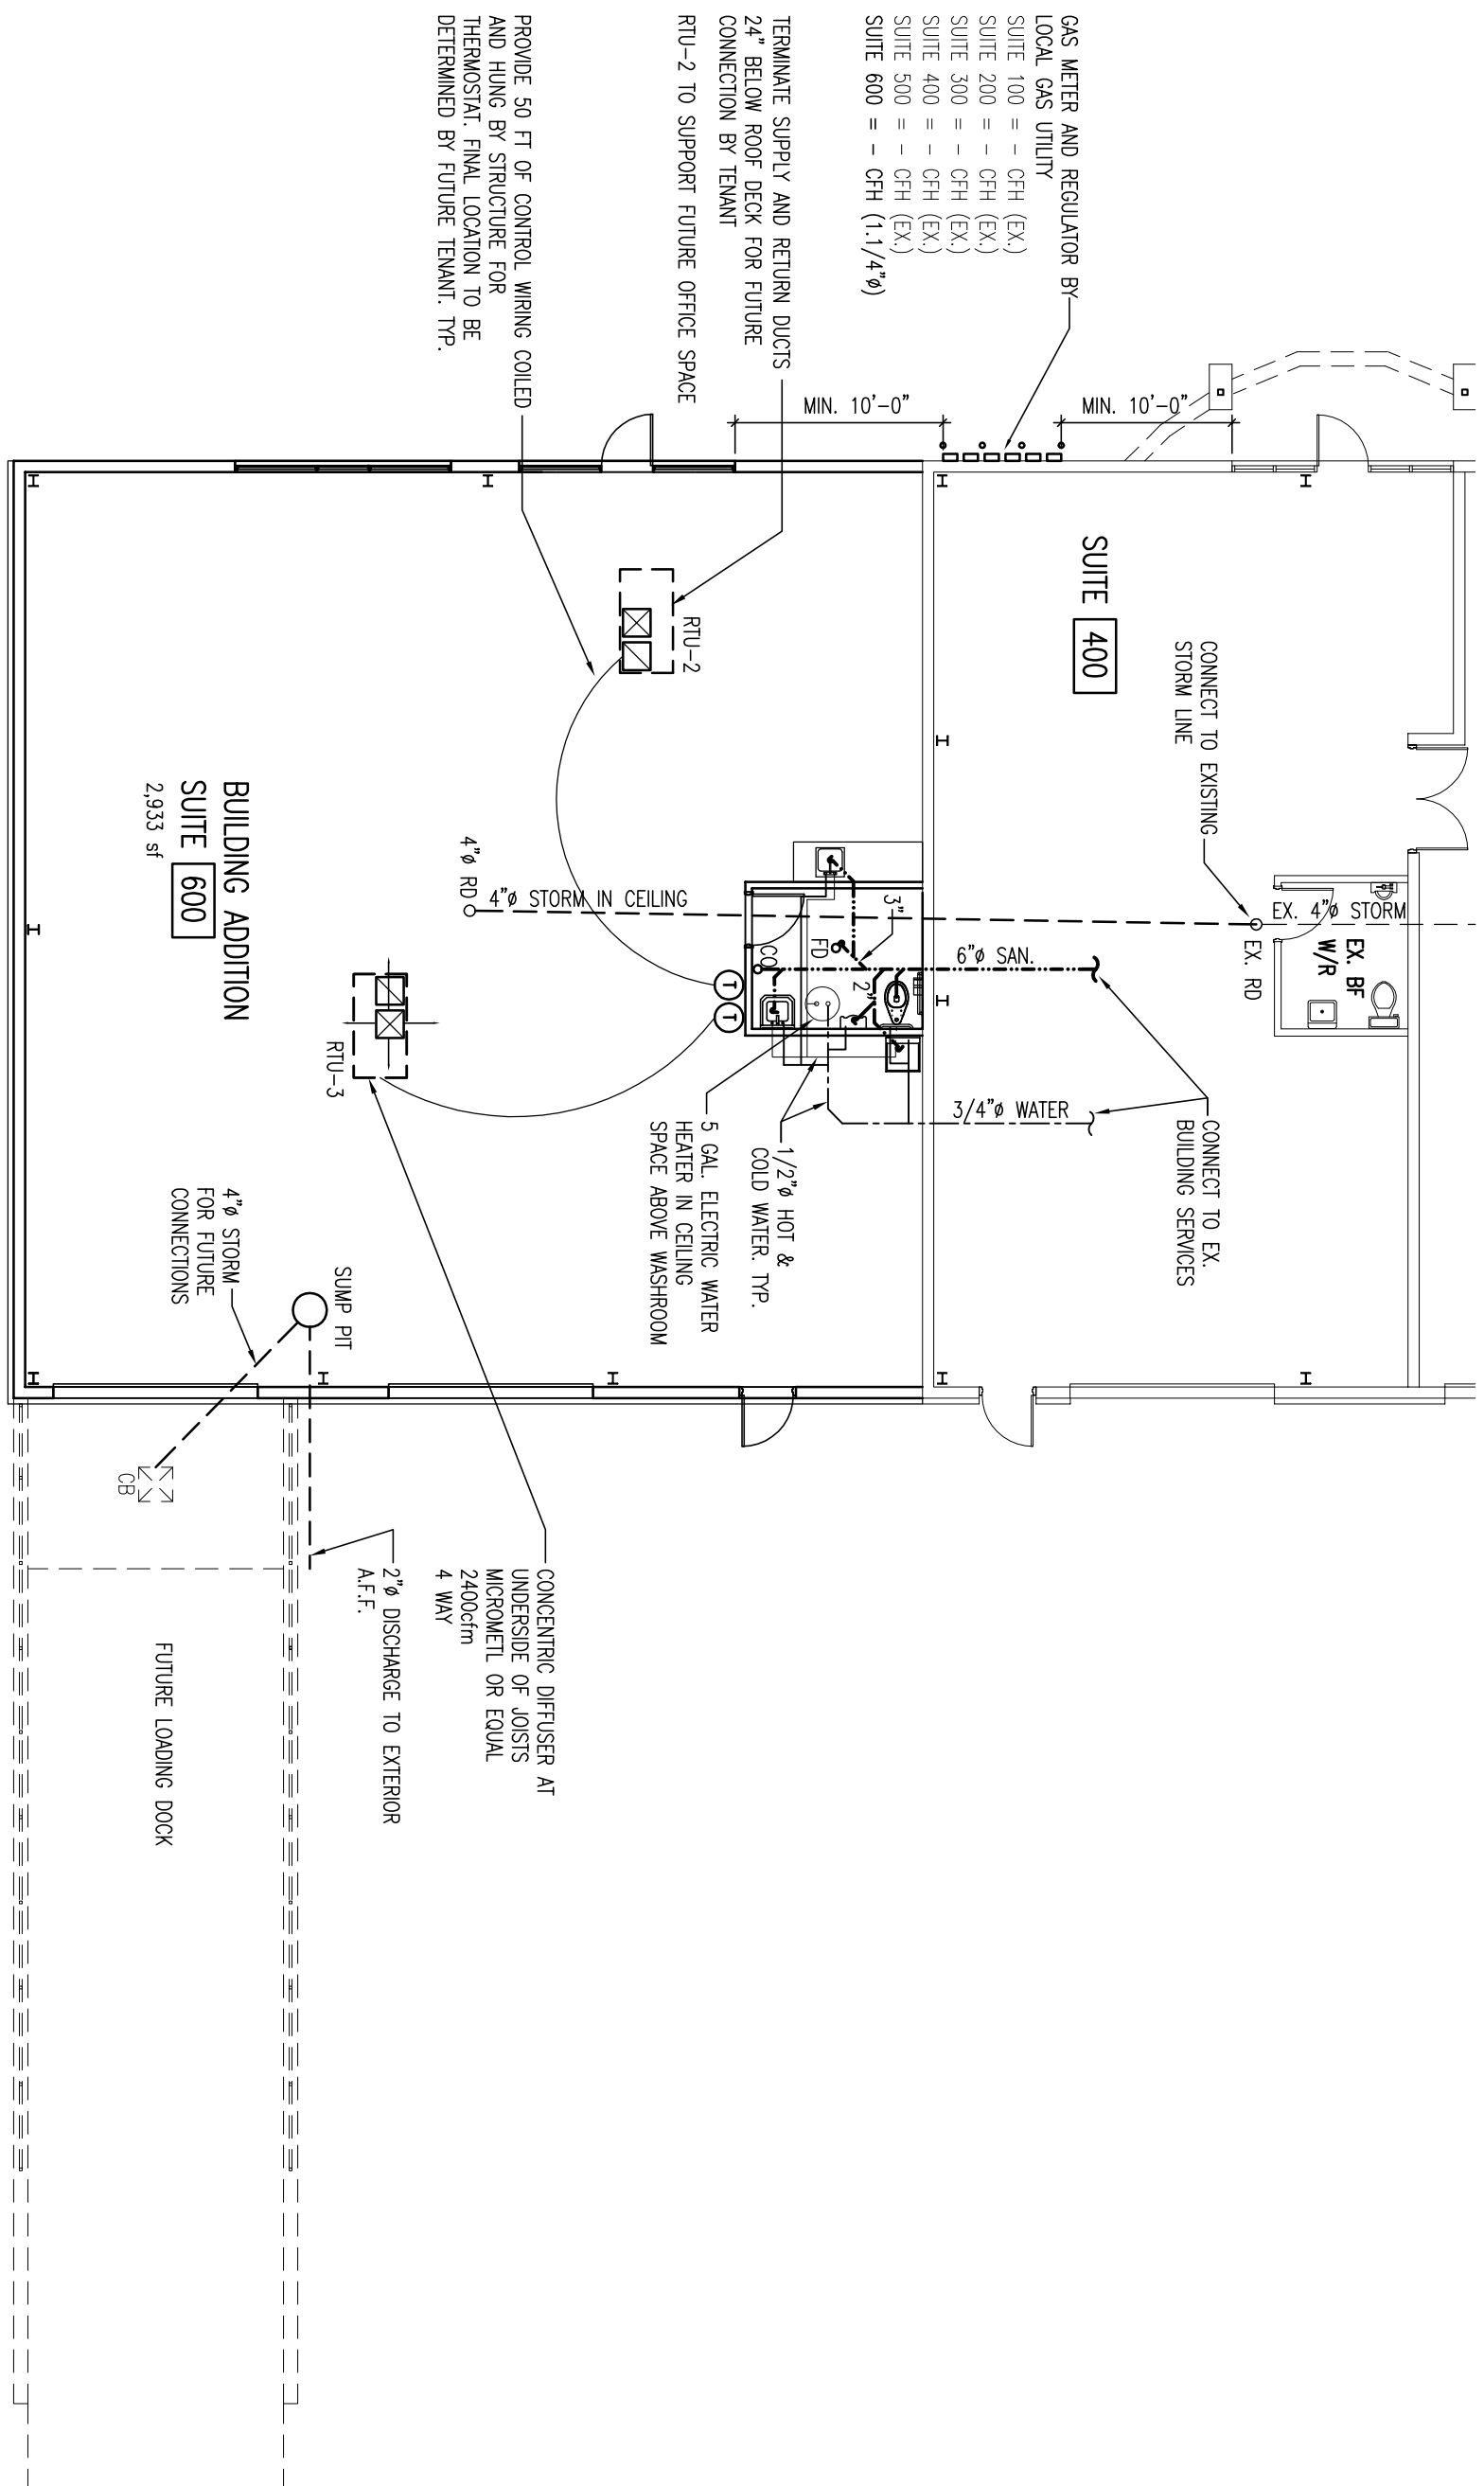 GAS METER AND REGULATOR BY
LOCAL GAS UTILITY
SUITE 100 = - CFH (EX.)
SUITE 200 = - CFH (EX.)
SUITE 300 = - CFH (EX.)
SUITE 400 = - CFH (EX.)
SUITE 500 = - CFH (EX.)
SUITE 600 = - CFH (1.1/4"ø)
TERMINATE SUPPLY AND RETURN DUCTS
24" BELOW ROOF DECK FOR FUTURE
CONNECTION BY TENANT
RTU-2 TO SUPPORT FUTURE OFFICE SPACE
PROVIDE 50 FT OF CONTROL WIRING COILED
AND HUNG BY STRUCTURE FOR
THERMOSTAT. FINAL LOCATION TO BE
DETERMINED BY FUTURE TENANT. TYP.
MIN. 10'-0"
MIN. 10'-0"
SUITE 400
CONNECT TO EXISTING
STORM LINE
EX. 4"ø STORM
EX. RD
EX. BF
W/R
RTU-2
BUILDING ADDITION
SUITE 600
2,933 sf
4"ø RD
4"ø STORM IN CEILING
3"
FD
CO
2"
6"ø SAN.
T
T
3/4"ø WATER
CONNECT TO EX.
BUILDING SERVICES
1/2"ø HOT &
COLD WATER. TYP.
5 GAL. ELECTRIC WATER
HEATER IN CEILING
SPACE ABOVE WASHROOM
RTU-3
SUMP PIT
4"ø STORM
FOR FUTURE
CONNECTIONS
CB
CONCENTRIC DIFFUSER AT
UNDERSIDE OF JOISTS
MICROMETL OR EQUAL
2400cfm
4 WAY
2"ø DISCHARGE TO EXTERIOR
A.F.F.
FUTURE LOADING DOCK